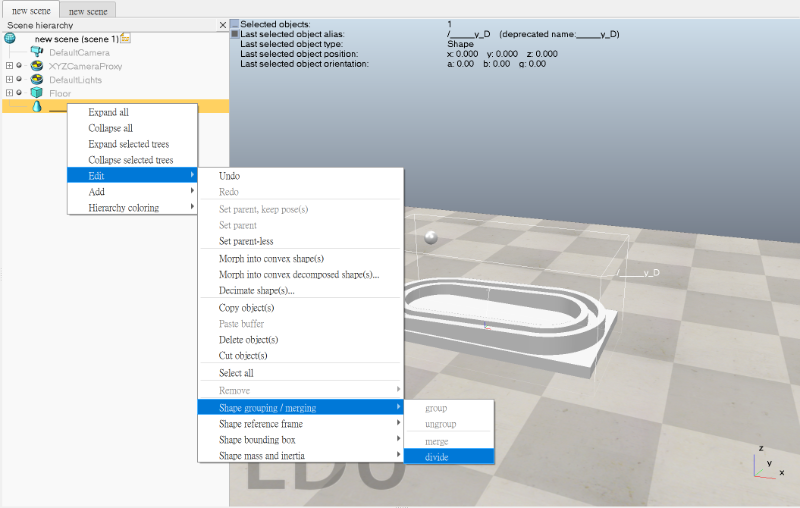 new scene
new scene
Scene hierarchy
new scene (scene 1)
DefaultCamera
XYZCameraProxy
DefaultLights
Floor
Expand all
Collapse all
Expand selected trees
Collapse selected trees
Edit
Add
Hierarchy coloring
Undo
Redo
Set parent, keep pose(s)
Set parent
Set parent-less
Morph into convex shape(s)
Morph into convex decomposed shape(s)...
Decimate shape(s)...
Copy object(s)
Paste buffer
Delete object(s)
Cut object(s)
Select all
Remove
Shape grouping / merging
Shape reference frame
Shape bounding box
Shape mass and inertia
group
ungroup
merge
divide
Selected objects: 1
Last selected object alias: /_____y_D (deprecated name:_____y_D)
Last selected object type: Shape
Last selected object position: x: 0.000 y: 0.000 z: 0.000
Last selected object orientation: a: 0.00 b: 0.00 g: 0.00
/_____y_D
EDU
z
y
x